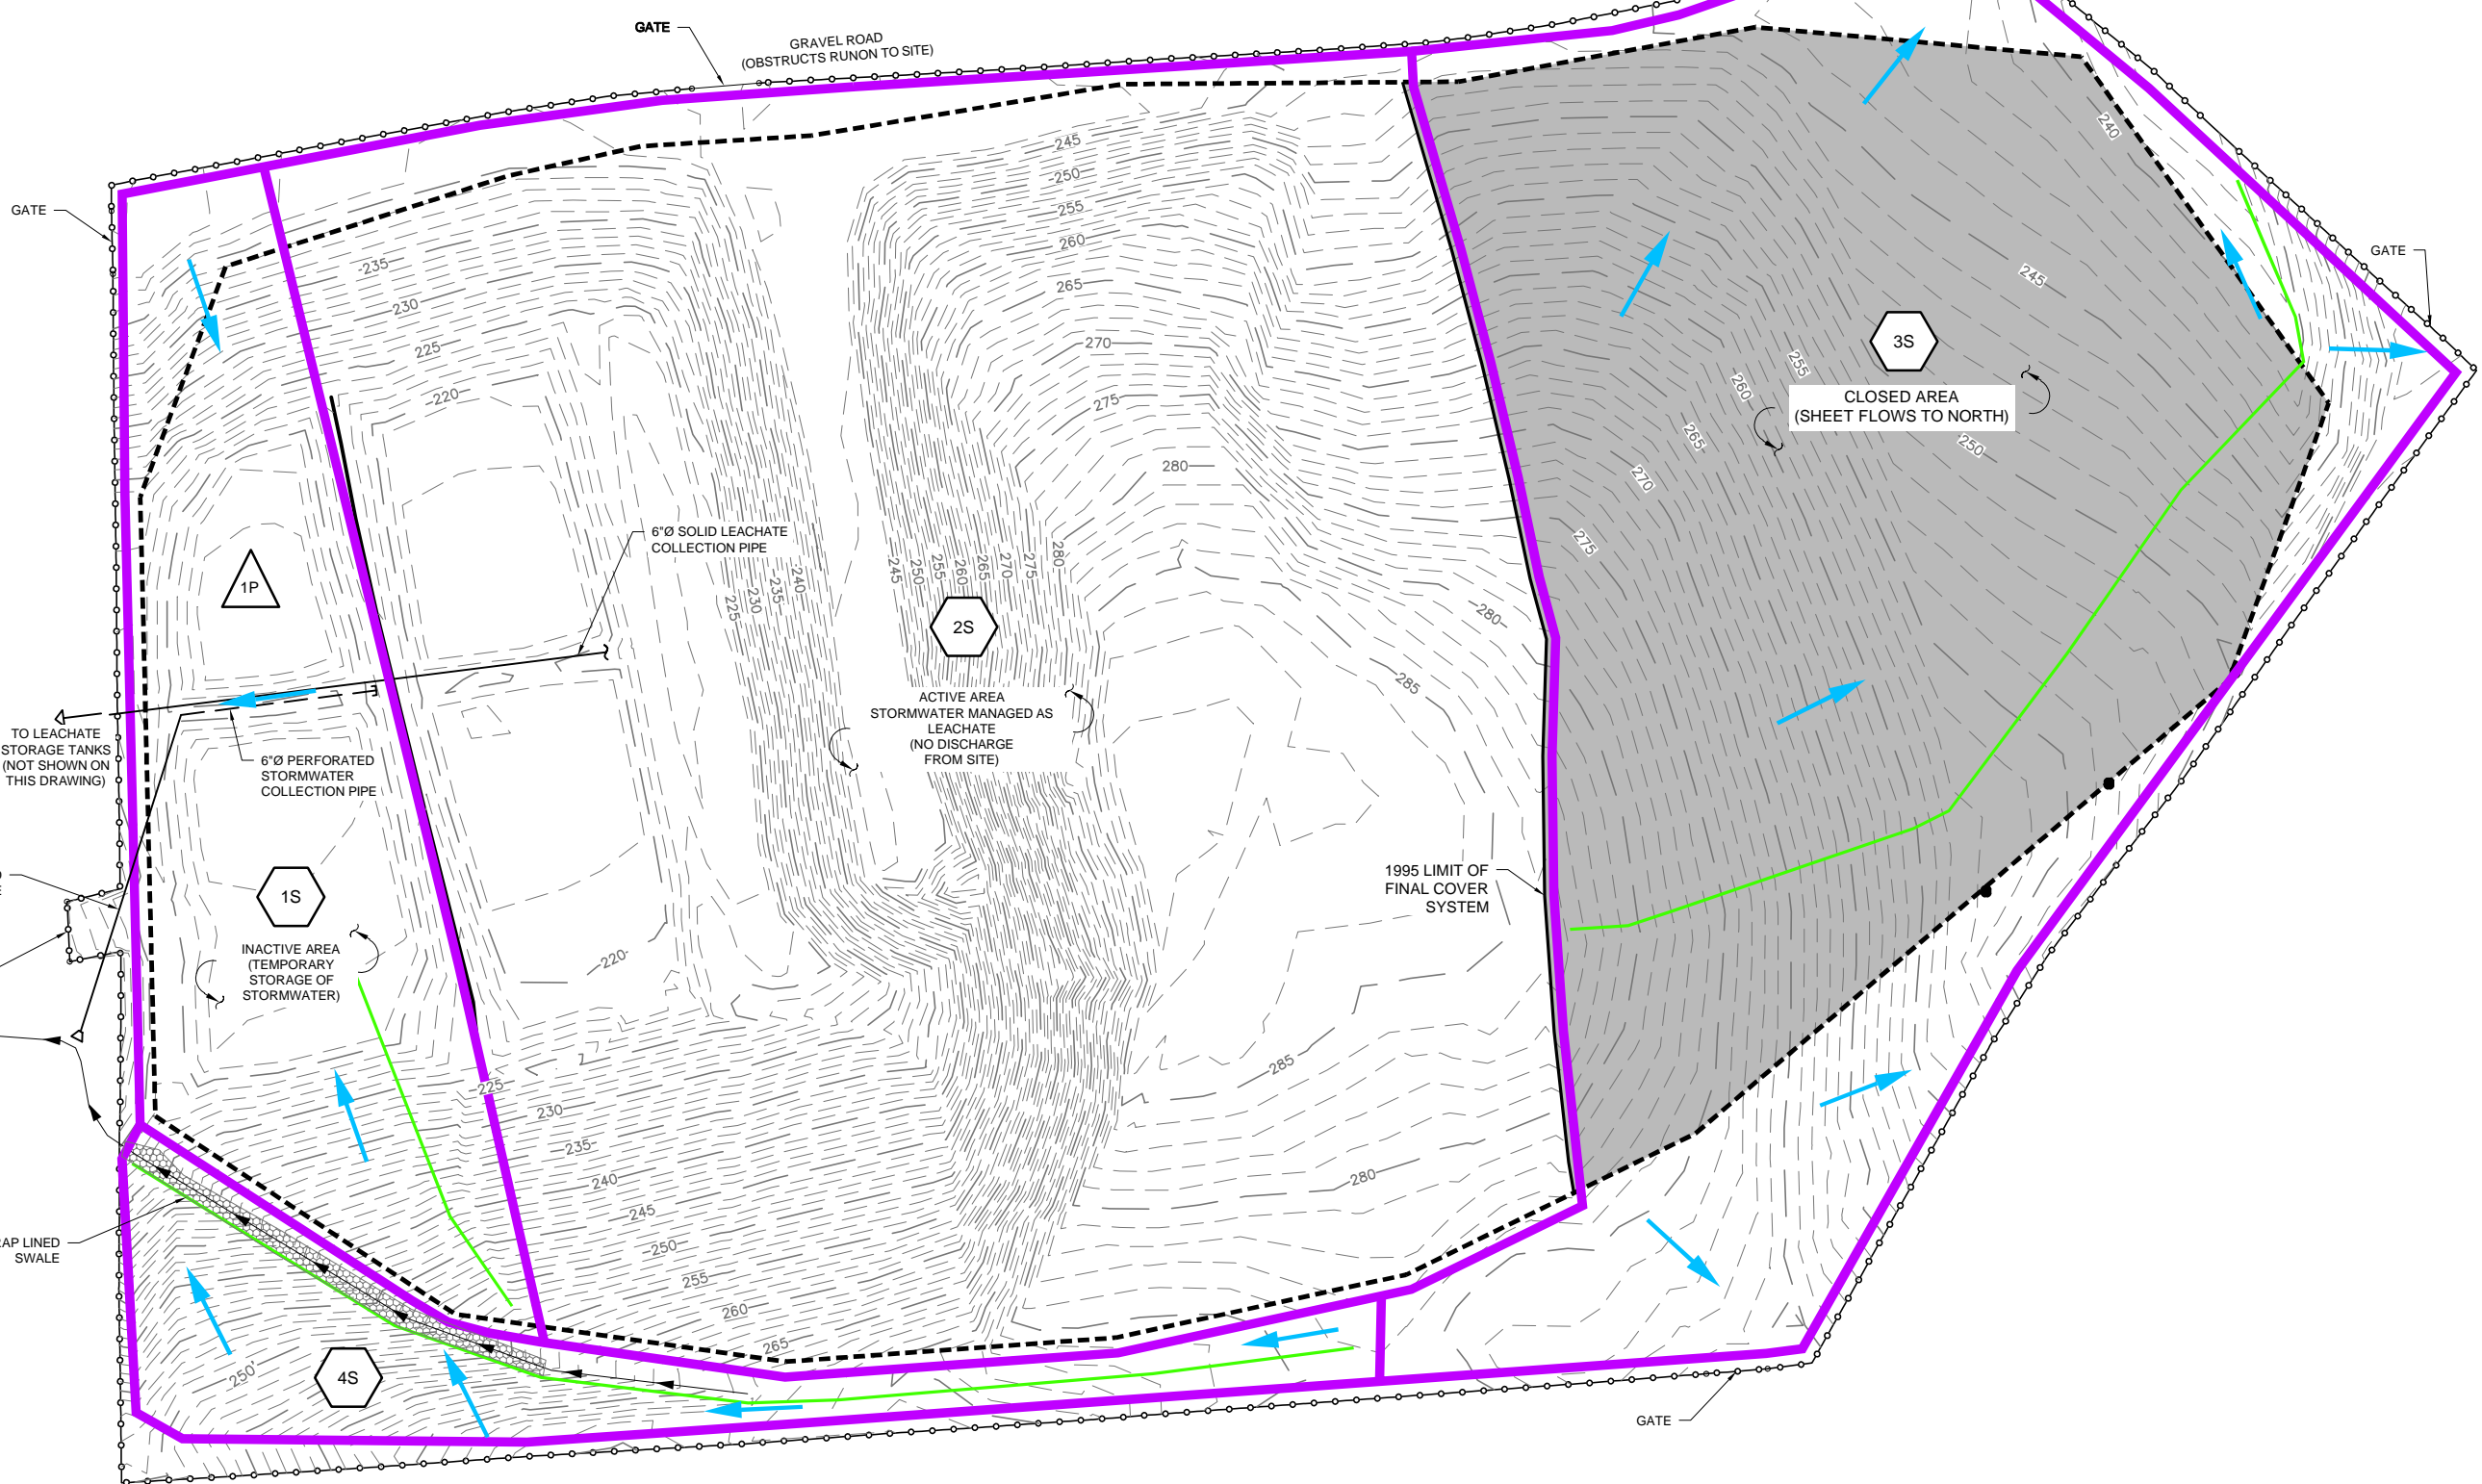 GATE
GRAVEL ROAD
(OBSTRUCTS RUNON TO SITE)
GATE
GATE
240
245
250
255
260
265
270
275
280
235
230
225
220
245
3S
CLOSED AREA
(SHEET FLOWS TO NORTH)
255
260
265
270
275
250
6"Ø SOLID LEACHATE
COLLECTION PIPE
1P
225
230
235
240
245
250
255
260
265
270
275
280
280
285
2S
ACTIVE AREA
STORMWATER MANAGED AS
LEACHATE
(NO DISCHARGE
FROM SITE)
TO LEACHATE
STORAGE TANKS
(NOT SHOWN ON
THIS DRAWING)
6"Ø PERFORATED
STORMWATER
COLLECTION PIPE
1995 LIMIT OF
FINAL COVER
SYSTEM
1S
INACTIVE AREA
(TEMPORARY
STORAGE OF
STORMWATER)
220
225
230
235
240
245
250
255
260
265
285
280
LINED
SWALE
250
4S
GATE